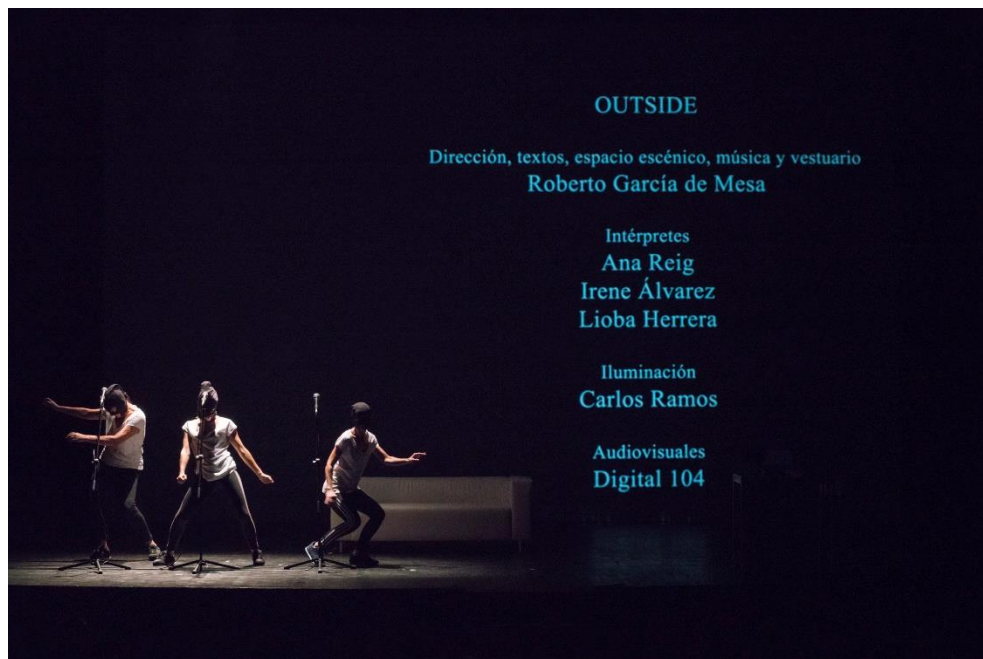 OUTSIDE
Dirección, textos, espacio escénico, música y vestuario
Roberto García de Mesa
Intérpretes
Ana Reig
Irene Álvarez
Lioba Herrera
Iluminación
Carlos Ramos
Audiovisuales
Digital 104